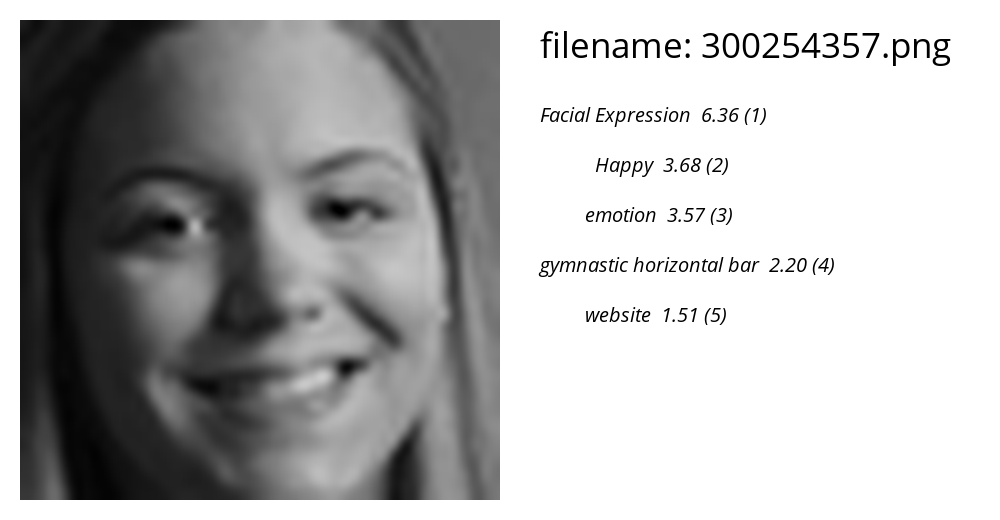 filename: 300254357.png
Facial Expression 6.36 (1)
Happy 3.68 (2)
emotion 3.57 (3)
gymnastic horizontal bar 2.20 (4)
website 1.51 (5)